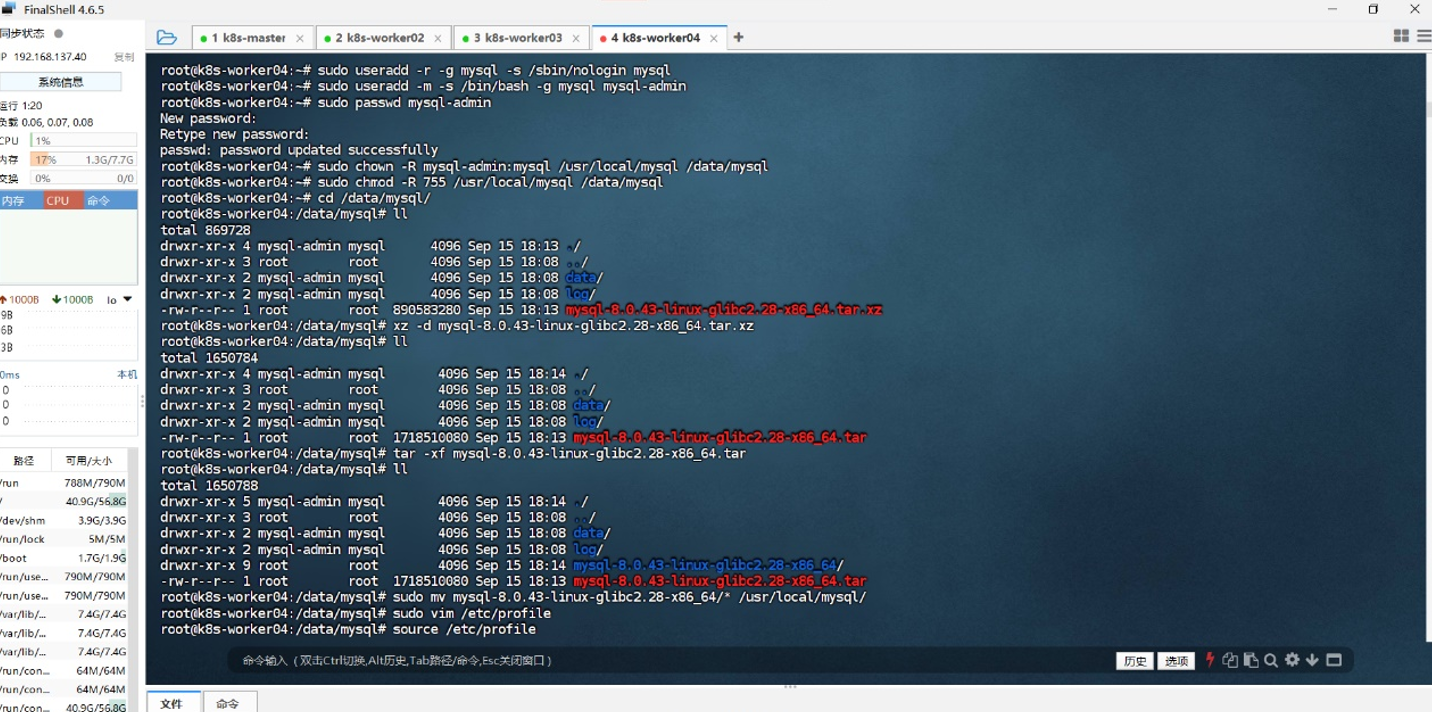 FinalShell 4.6.5
同步状态
IP 192.168.137.40 复制
系统信息
运行 1:20
负载 0.06, 0.07, 0.08
CPU 1%
内存 17% 1.3G/7.7G
交换 0% 0/0
内存 CPU 命令
1000B 1000B lo
9B
6B
3B
0ms 本机
0
0
0
路径 可用/大小
/run 788M/790M
/ 40.9G/56.8G
/dev/shm 3.9G/3.9G
/run/lock 5M/5M
/boot 1.7G/1.9G
/run/use... 790M/790M
/run/use... 790M/790M
/var/lib/... 7.4G/7.4G
/var/lib/... 7.4G/7.4G
/var/lib/... 7.4G/7.4G
/run/con... 64M/64M
/run/con... 64M/64M
/run/con... 40.9G/56.8G
1 k8s-master 2 k8s-worker02 3 k8s-worker03 4 k8s-worker04
root@k8s-worker04:~# sudo useradd -r -g mysql -s /sbin/nologin mysql
root@k8s-worker04:~# sudo useradd -m -s /bin/bash -g mysql mysql-admin
root@k8s-worker04:~# sudo passwd mysql-admin
New password:
Retype new password:
passwd: password updated successfully
root@k8s-worker04:~# sudo chown -R mysql-admin:mysql /usr/local/mysql /data/mysql
root@k8s-worker04:~# sudo chmod -R 755 /usr/local/mysql /data/mysql
root@k8s-worker04:~# cd /data/mysql/
root@k8s-worker04:/data/mysql# ll
total 869728
drwxr-xr-x 4 mysql-admin mysql 4096 Sep 15 18:13 ./
drwxr-xr-x 3 root root 4096 Sep 15 18:08 ../
drwxr-xr-x 2 mysql-admin mysql 4096 Sep 15 18:08 data/
drwxr-xr-x 2 mysql-admin mysql 4096 Sep 15 18:08 log/
-rw-r--r-- 1 root root 890583280 Sep 15 18:13 mysql-8.0.43-linux-glibc2.28-x86_64.tar.xz
root@k8s-worker04:/data/mysql# xz -d mysql-8.0.43-linux-glibc2.28-x86_64.tar.xz
root@k8s-worker04:/data/mysql# ll
total 1650784
drwxr-xr-x 4 mysql-admin mysql 4096 Sep 15 18:14 ./
drwxr-xr-x 3 root root 4096 Sep 15 18:08 ../
drwxr-xr-x 2 mysql-admin mysql 4096 Sep 15 18:08 data/
drwxr-xr-x 2 mysql-admin mysql 4096 Sep 15 18:08 log/
-rw-r--r-- 1 root root 1718510080 Sep 15 18:13 mysql-8.0.43-linux-glibc2.28-x86_64.tar
root@k8s-worker04:/data/mysql# tar -xf mysql-8.0.43-linux-glibc2.28-x86_64.tar
root@k8s-worker04:/data/mysql# ll
total 1650788
drwxr-xr-x 5 mysql-admin mysql 4096 Sep 15 18:14 ./
drwxr-xr-x 3 root root 4096 Sep 15 18:08 ../
drwxr-xr-x 2 mysql-admin mysql 4096 Sep 15 18:08 data/
drwxr-xr-x 2 mysql-admin mysql 4096 Sep 15 18:08 log/
drwxr-xr-x 9 root root 4096 Sep 15 18:14 mysql-8.0.43-linux-glibc2.28-x86_64/
-rw-r--r-- 1 root root 1718510080 Sep 15 18:13 mysql-8.0.43-linux-glibc2.28-x86_64.tar
root@k8s-worker04:/data/mysql# sudo mv mysql-8.0.43-linux-glibc2.28-x86_64/* /usr/local/mysql/
root@k8s-worker04:/data/mysql# sudo vim /etc/profile
root@k8s-worker04:/data/mysql# source /etc/profile
命令输入 (双击Ctrl切换,Alt历史,Tab路径/命令,Esc关闭窗口) 历史 选项
文件 命令